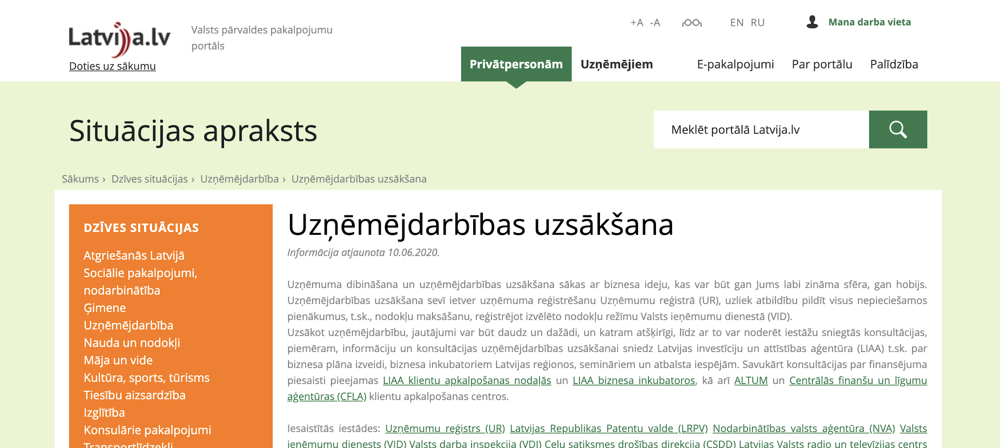 Latvija.lv
Valsts pārvaldes pakalpojumu
portāls
Doties uz sākumu
+A -A
EN RU
Mana darba vieta
Privātpersonām
Uzņēmējiem
E-pakalpojumi
Par portālu
Palīdzība
Situācijas apraksts
Meklēt portālā Latvija.lv
Sākums › Dzīves situācijas › Uzņēmējdarbība › Uzņēmējdarbības uzsākšana
DZĪVES SITUĀCIJAS
Atgriešanās Latvijā
Sociālie pakalpojumi,
nodarbinātība
Ģimene
Uzņēmējdarbība
Nauda un nodokļi
Māja un vide
Kultūra, sports, tūrisms
Tiesību aizsardzība
Izglītība
Konsulārie pakalpojumi
Transportlīdzekļi
Uzņēmējdarbības uzsākšana
Informācija atjaunota 10.06.2020.
Uzņēmuma dibināšana un uzņēmējdarbības uzsākšana sākas ar biznesa ideju, kas var būt gan Jums labi zināma sfēra, gan hobijs.
Uzņēmējdarbības uzsākšana sevī ietver uzņēmuma reģistrēšanu Uzņēmumu reģistrā (UR), uzliek atbildību pildīt visus nepieciešamos
pienākumus, t.sk., nodokļu maksāšanu, reģistrējot izvēlēto nodokļu režīmu Valsts ieņēmumu dienestā (VID).
Uzsākot uzņēmējdarbību, jautājumi var būt daudz un dažādi, un katram atšķirīgi, līdz ar to var noderēt iestāžu sniegtās konsultācijas,
piemēram, informāciju un konsultācijas uzņēmējdarbības uzsākšanai sniedz Latvijas investīciju un attīstības aģentūra (LIAA) t.sk. par
biznesa plāna izveidi, biznesa inkubatoriem Latvijas reģionos, semināriem un atbalsta iespējām. Savukārt konsultācijas par finansējuma
piesaisti pieejamas LIAA klientu apkalpošanas nodaļās un LIAA biznesa inkubatoros, kā arī ALTUM un Centrālās finanšu un līgumu
aģentūras (CFLA) klientu apkalpošanas centros.
Iesaistītās iestādes: Uzņēmumu reģistrs (UR) Latvijas Republikas Patentu valde (LRPV) Nodarbinātības valsts aģentūra (NVA) Valsts
ieņēmumu dienests (VID) Valsts darba inspekcija (VDI) Ceļu satiksmes drošības direkcija (CSDD) Latvijas Valsts radio un televīzijas centrs